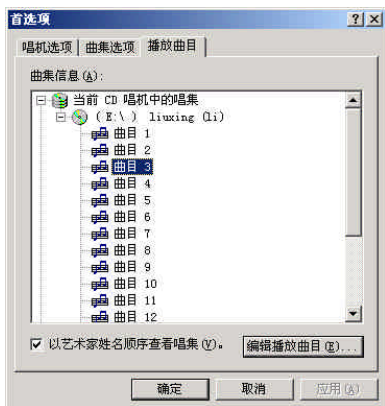 首选项
唱机选项 曲集选项 播放曲目
曲集信息(A):
当前 CD 唱机中的唱集
(E:\) liuxing (li)
曲目 1
曲目 2
曲目 3
曲目 4
曲目 5
曲目 6
曲目 7
曲目 8
曲目 9
曲目 10
曲目 11
曲目 12
以艺术家姓名顺序查看唱集(V)。 编辑播放曲目(E)...
确定 取消 应用(A)